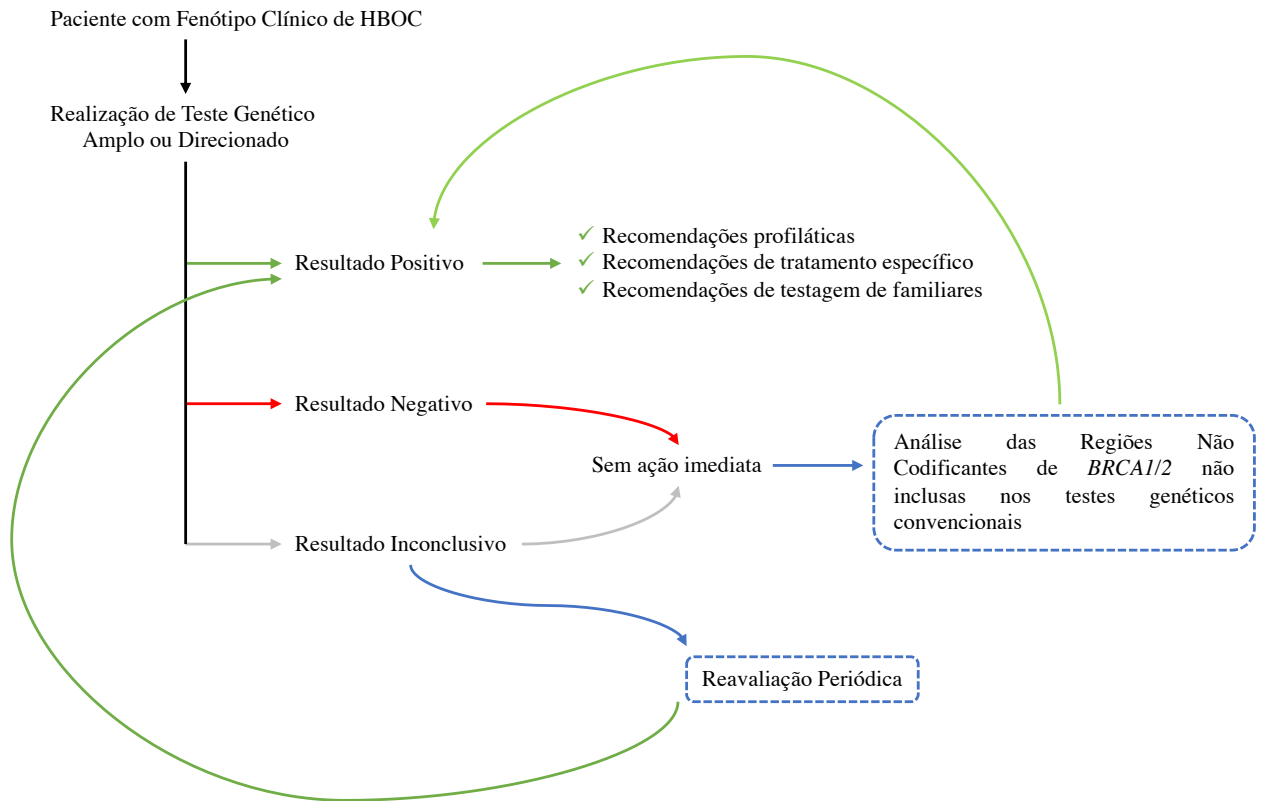 Paciente com Fenótipo Clínico de HBOC
Realização de Teste Genético
Amplo ou Direcionado
Resultado Positivo
✓ Recomendações profiláticas
✓ Recomendações de tratamento específico
✓ Recomendações de testagem de familiares
Resultado Negativo
Sem ação imediata
Análise das Regiões Não
Codificantes de BRCA1/2 não
inclusas nos testes genéticos
convencionais
Resultado Inconclusivo
Reavaliação Periódica